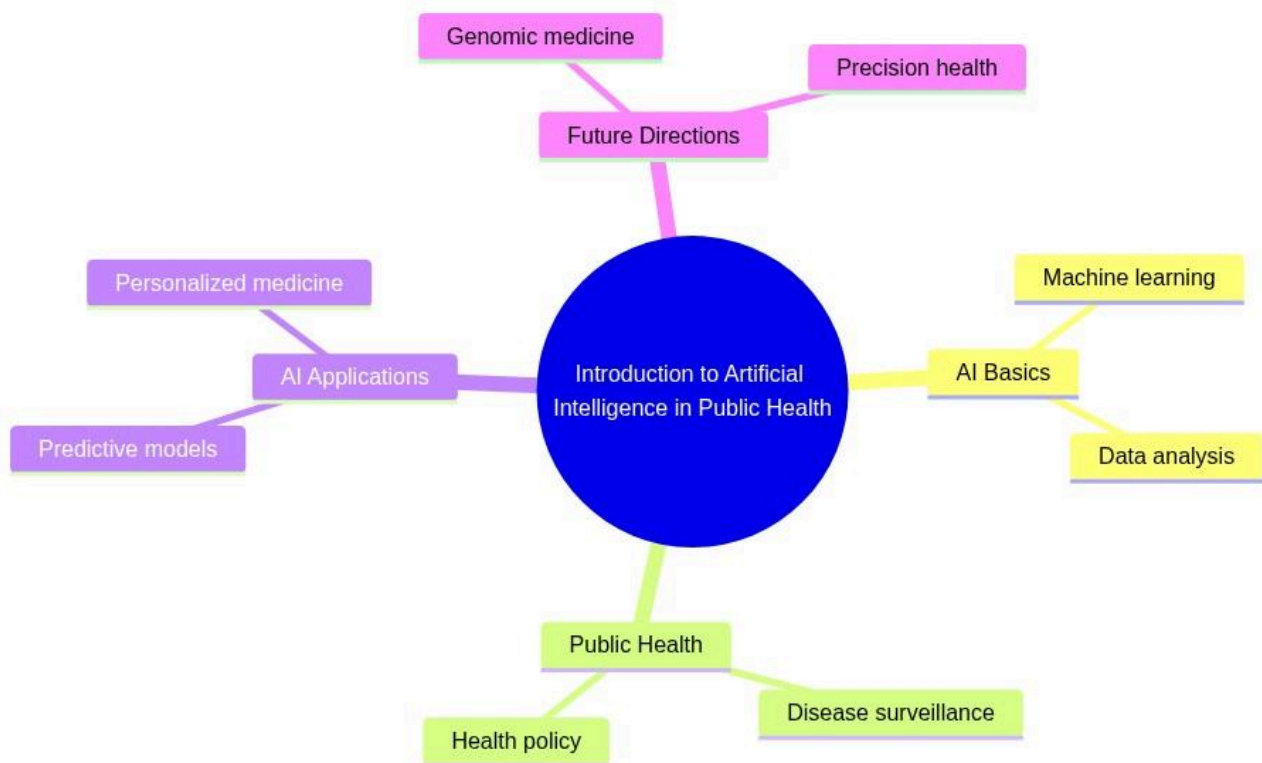 Genomic medicine
Precision health
Future Directions
Personalized medicine
Machine learning
AI Applications
Introduction to Artificial
Intelligence in Public Health
AI Basics
Predictive models
Data analysis
Public Health
Disease surveillance
Health policy